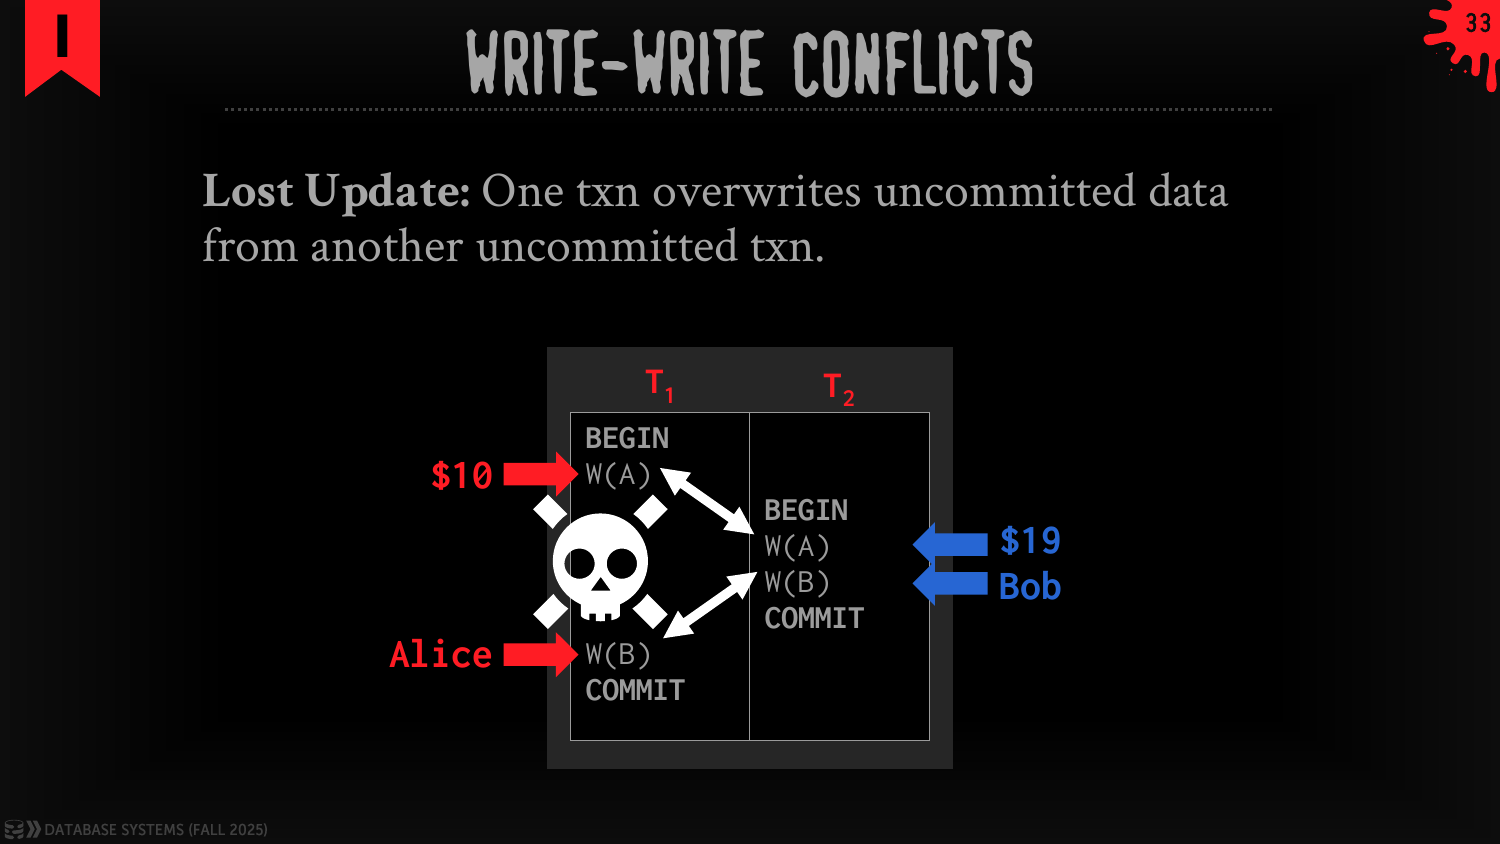 I
WRITE-WRITE CONFLICTS
33
Lost Update: One txn overwrites uncommitted data
from another uncommitted txn.
T1 T2
BEGIN
$10 W(A)
BEGIN
W(A) $19
W(B) Bob
COMMIT
Alice W(B)
COMMIT
DATABASE SYSTEMS (FALL 2025)